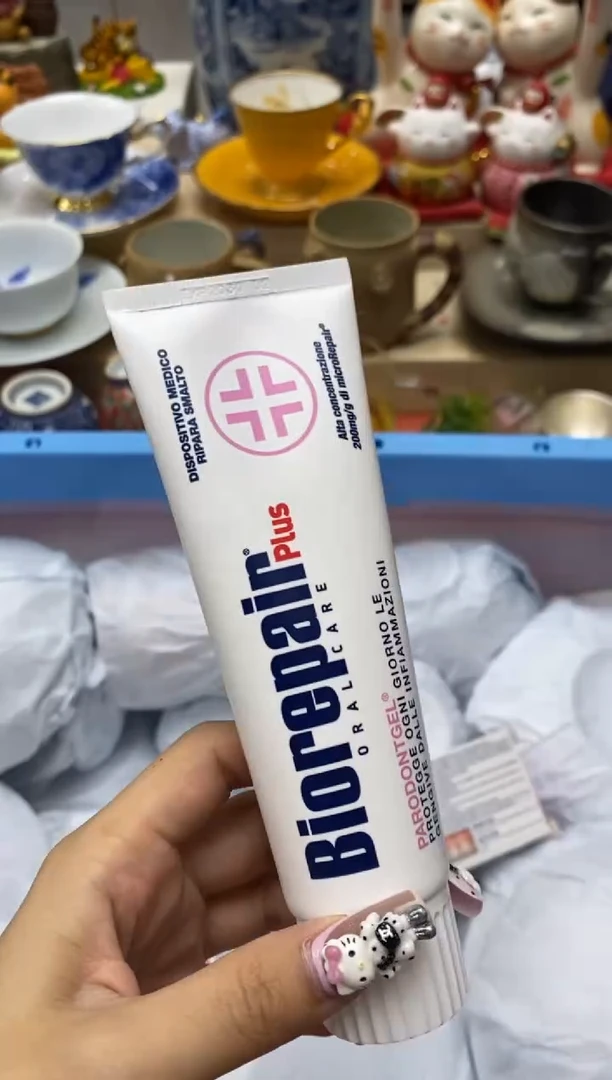 DISPOSITIVO MEDICO
RIPARA SMALTO
Alta concentrazione
200mg/g di microRepair®
Biorepair® Plus
ORAL CARE
PARODONTGEL®
PROTEGGE OGNI GIORNO LE
GENGIVE DALLE INFIAMMAZIONI